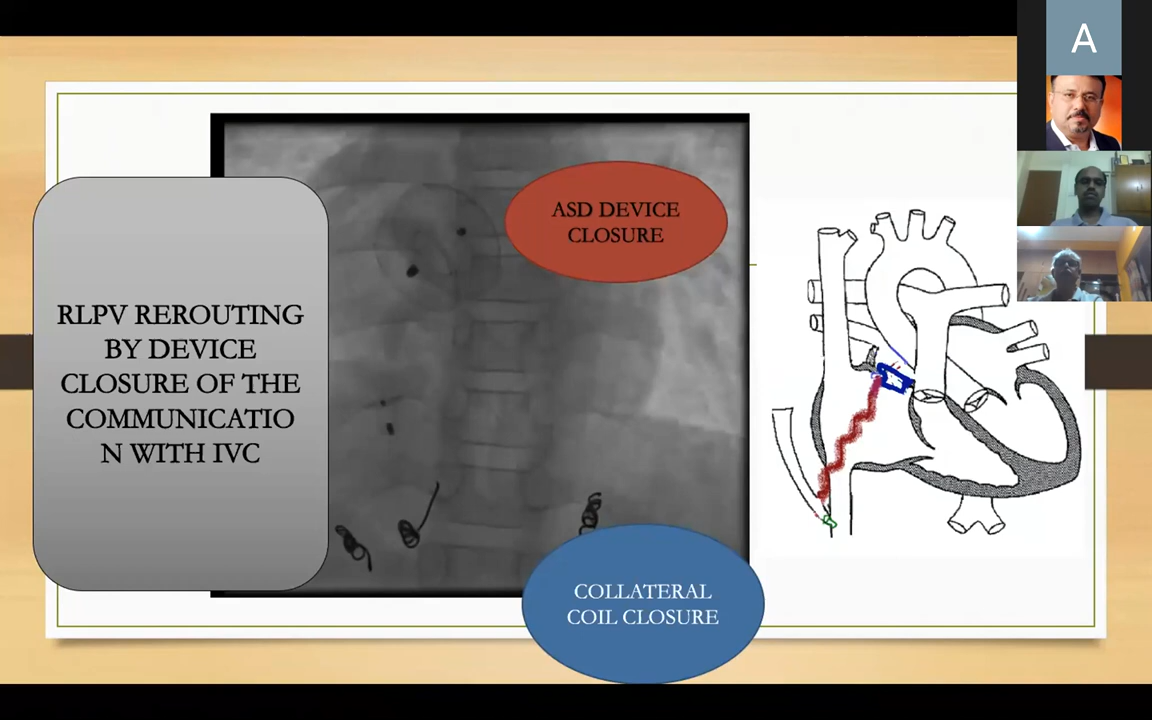 A
ASD DEVICE
CLOSURE
RLPV REROUTING
BY DEVICE
CLOSURE OF THE
COMMUNICATIO
N WITH IVC
COLLATERAL
COIL CLOSURE